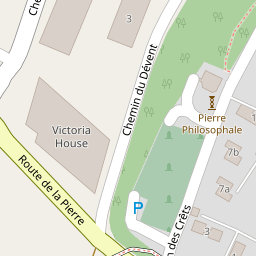 Che
3
Chemin du Dévent
Pierre
Philosophale
Victoria
House
7b
Route de la Pierre
7a
P
n des Crêts
3